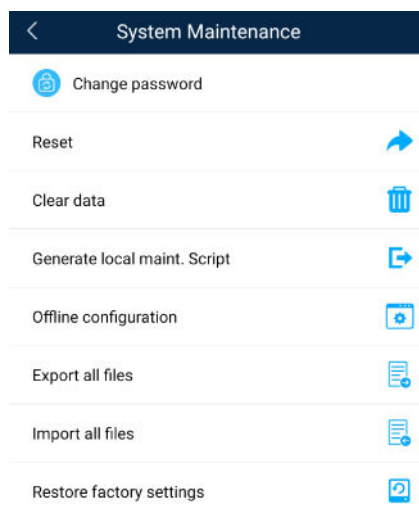 System Maintenance
Change password
Reset
Clear data
Generate local maint. Script
Offline configuration
Export all files
Import all files
Restore factory settings